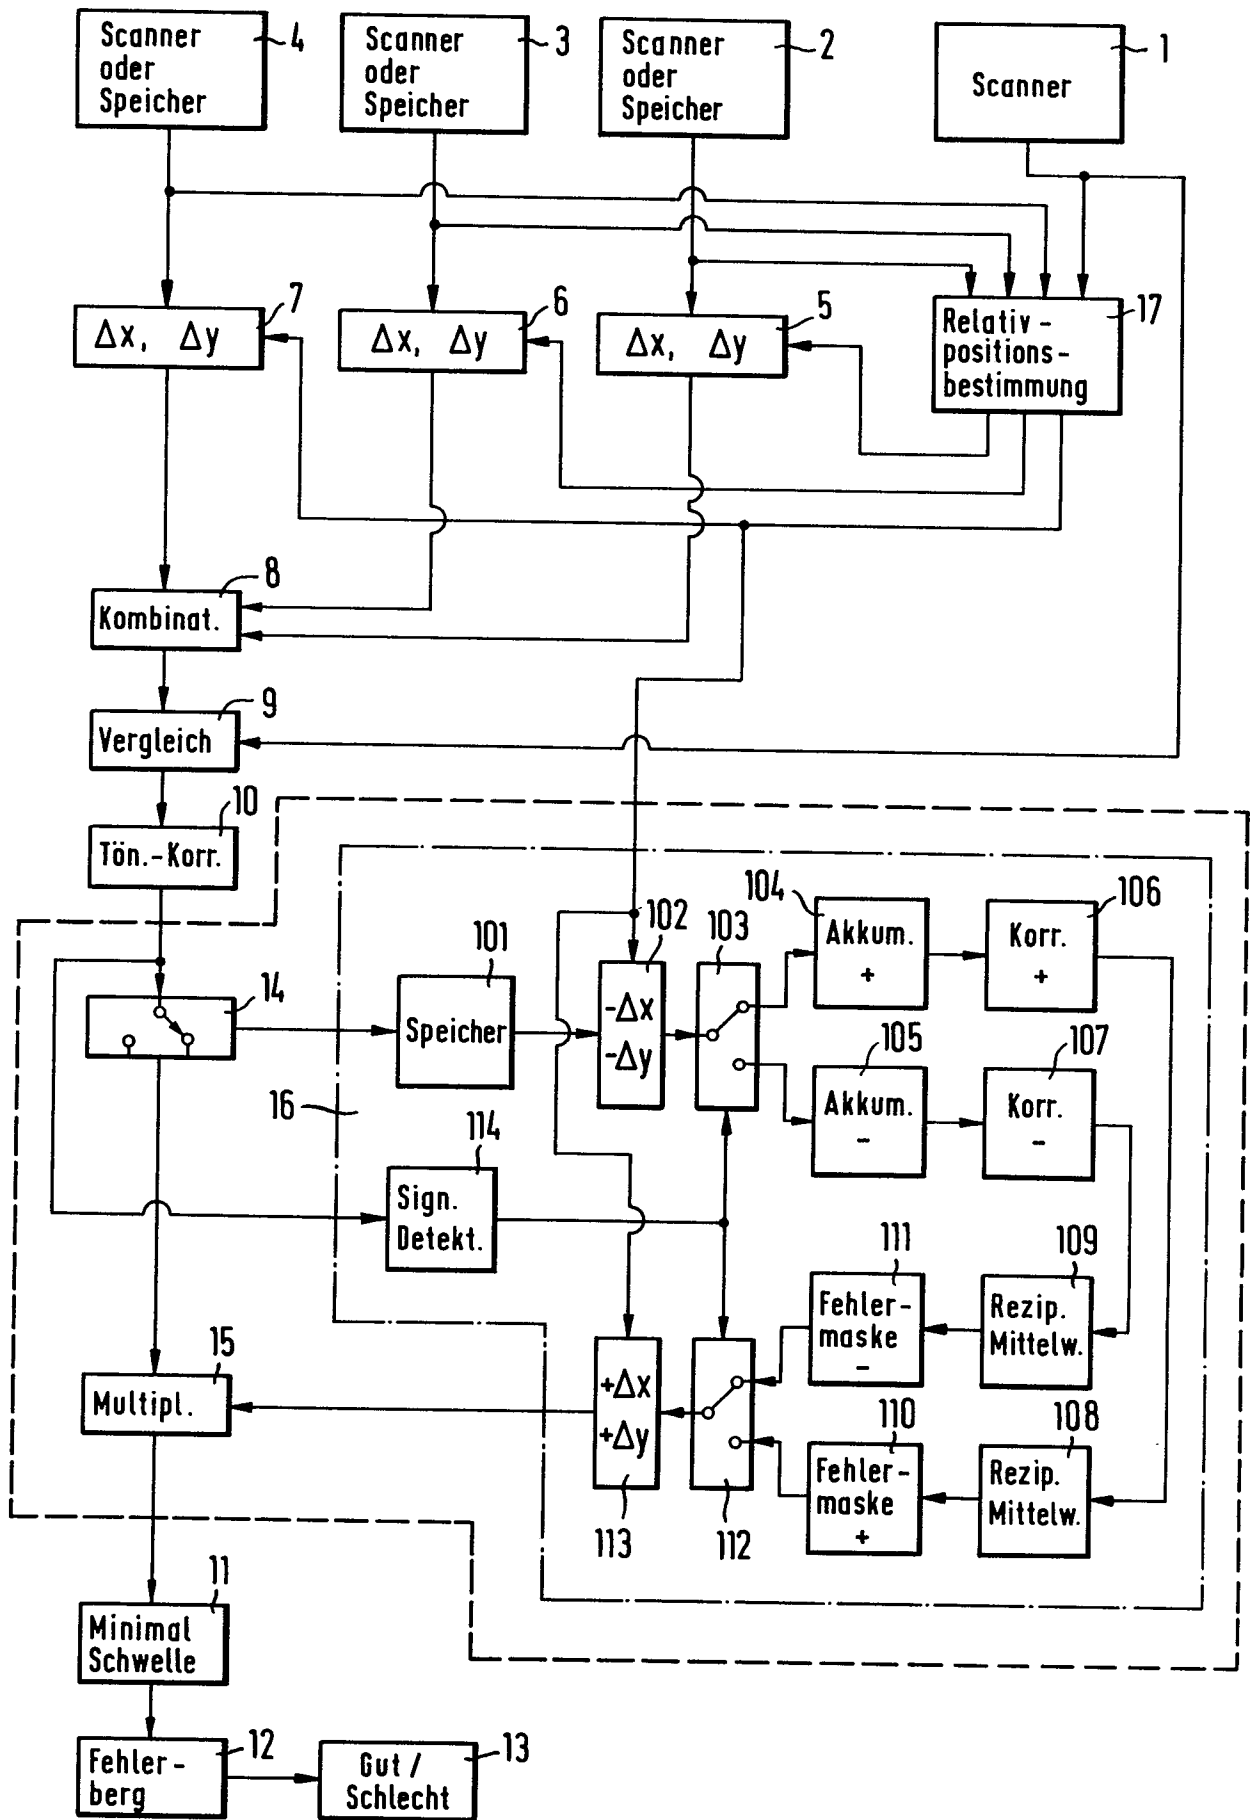 Scanner
oder
Speicher
4
Scanner
oder
Speicher
3
Scanner
oder
Speicher
2
Scanner
1
Δx, Δy
7
Δx, Δy
6
Δx, Δy
5
Relativ-
positions-
bestimmung
17
Kombinat.
8
Vergleich
9
Tön.-Korr.
10
14
16
Speicher
101
-Δx
-Δy
102
103
Akkum.
+
104
Korr.
+
106
Akkum.
-
105
Korr.
-
107
Sign.
Detekt.
114
Fehler-
maske
-
111
Rezip.
Mittelw.
109
Multipl.
15
+Δx
+Δy
113
112
Fehler-
maske
+
110
Rezip.
Mittelw.
108
Minimal
Schwelle
11
Fehler-
berg
12
Gut /
Schlecht
13